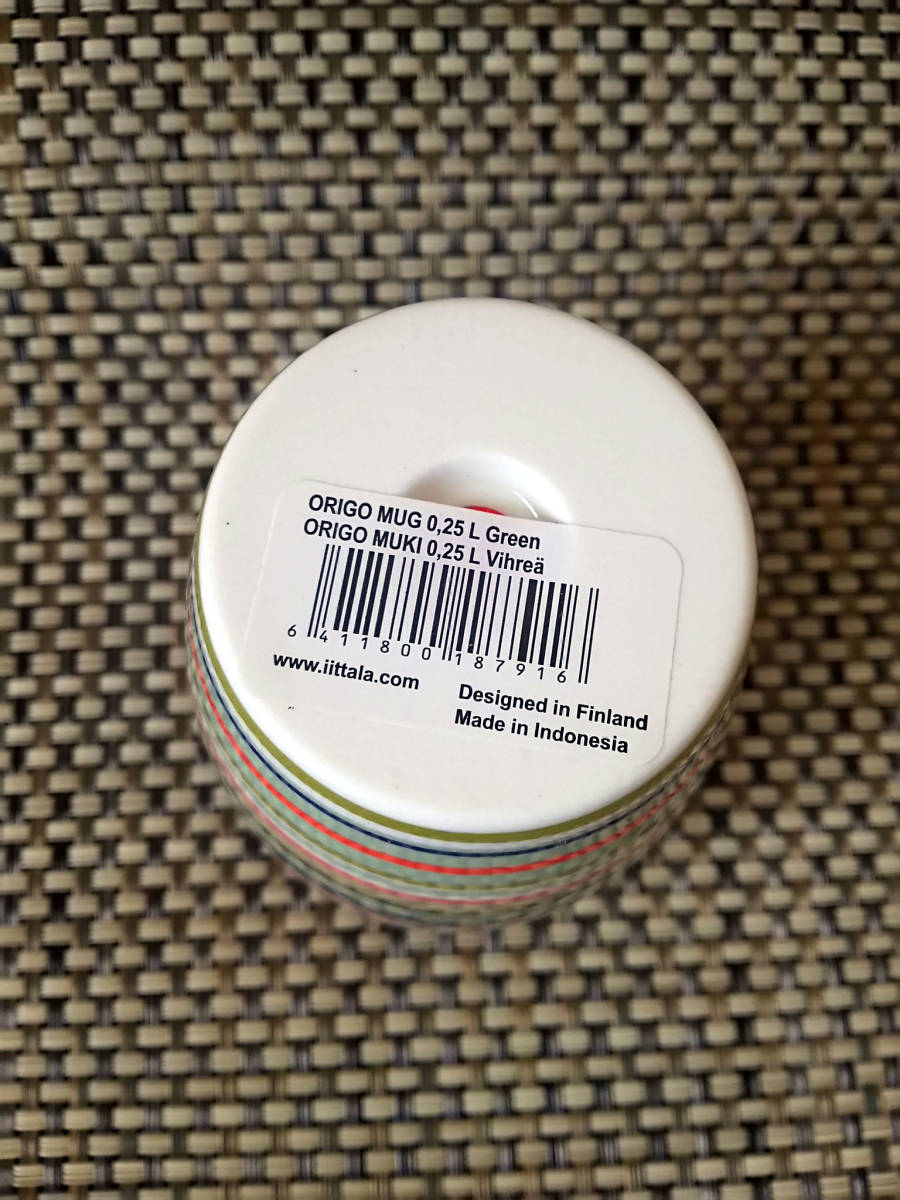 ORIGO MUG 0,25 L Green
ORIGO MUKI 0,25 L Vihreä
6 411800 187916
www.iittala.com
Designed in Finland
Made in Indonesia